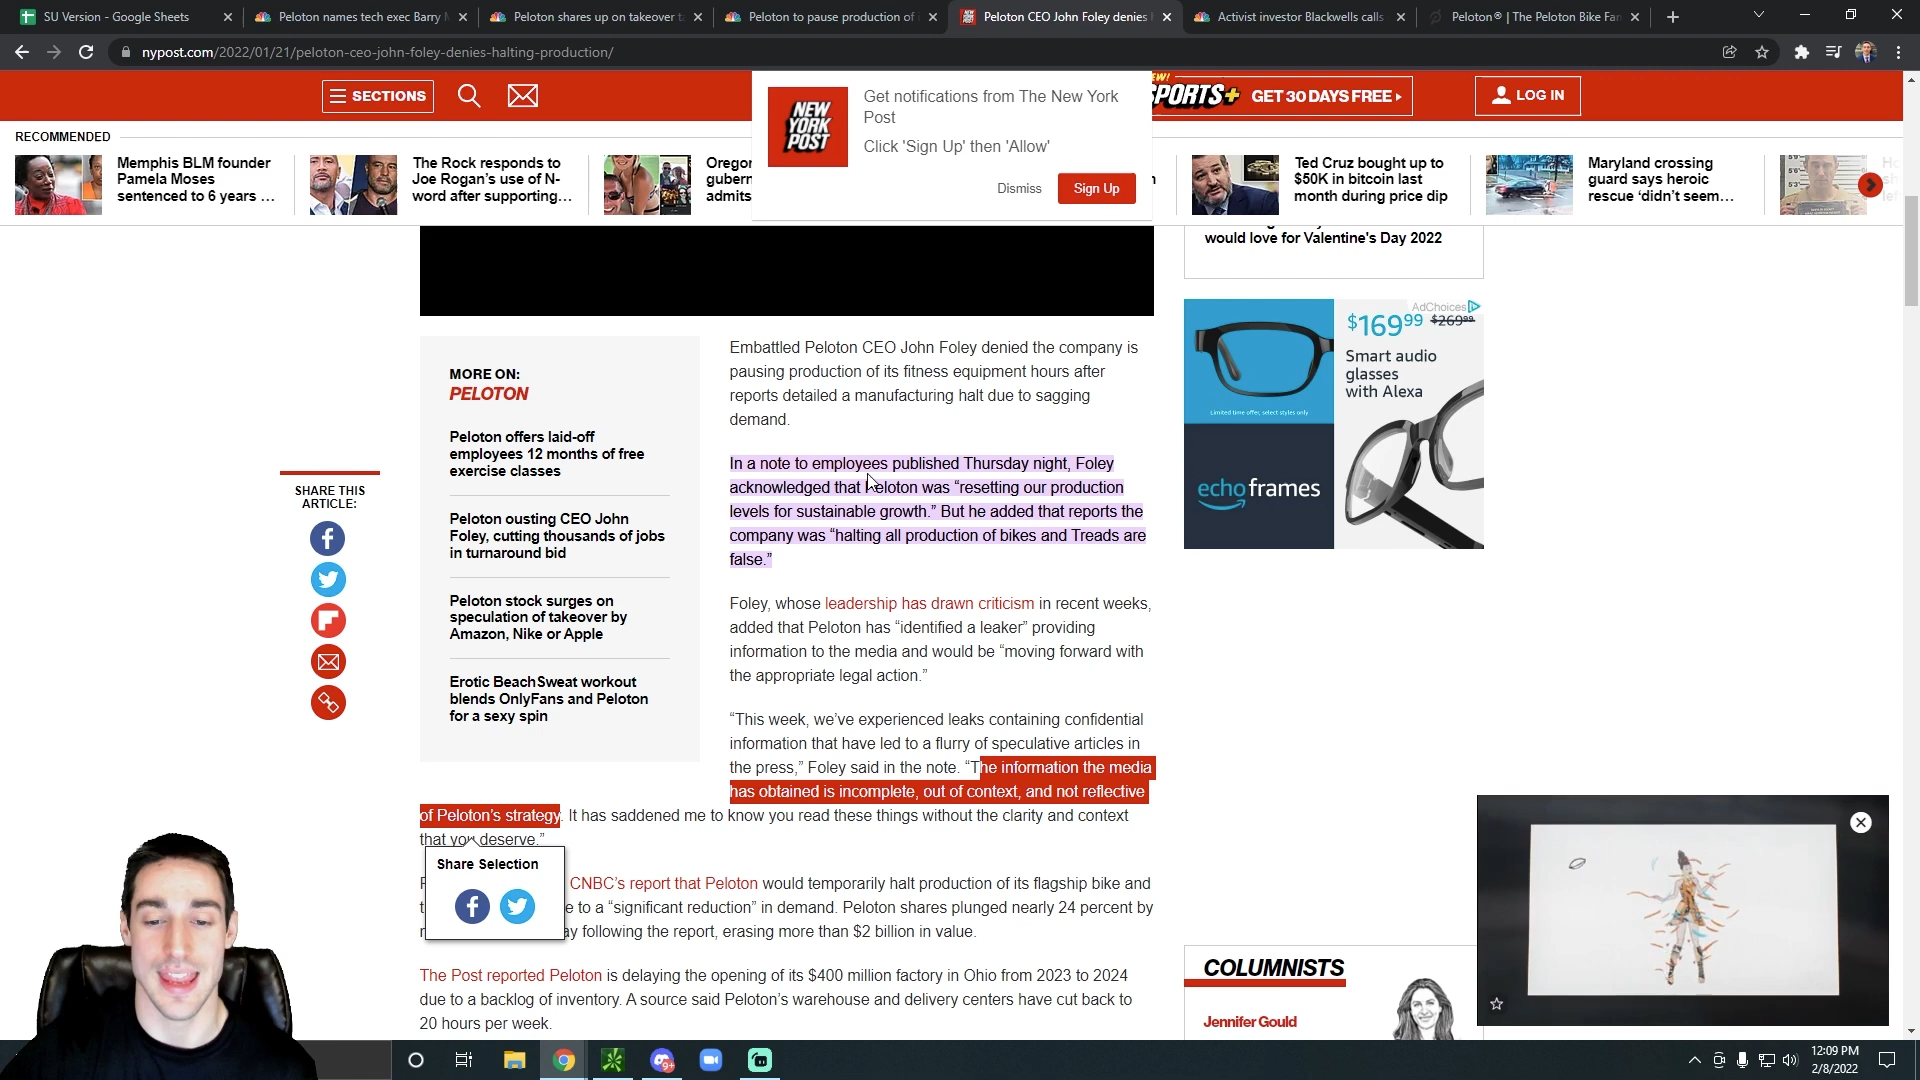 SU Version - Google Sheets
Peloton names tech exec Barry M
Peloton shares up on takeover ta
Peloton to pause production of
Peloton CEO John Foley denies h
Activist investor Blackwells calls
Peloton® | The Peloton Bike Fan
nypost.com/2022/01/21/peloton-ceo-john-foley-denies-halting-production/
SECTIONS
NEW YORK POST
Get notifications from The New York
Post
Click 'Sign Up' then 'Allow'
Dismiss
Sign Up
SPORTS+
GET 30 DAYS FREE
LOG IN
RECOMMENDED
Memphis BLM founder
Pamela Moses
sentenced to 6 years ...
The Rock responds to
Joe Rogan's use of N-
word after supporting...
Oregon
gubern
admits
Ted Cruz bought up to
$50K in bitcoin last
month during price dip
Maryland crossing
guard says heroic
rescue 'didn't seem...
would love for Valentine's Day 2022
MORE ON:
PELOTON
Peloton offers laid-off
employees 12 months of free
exercise classes
Peloton ousting CEO John
Foley, cutting thousands of jobs
in turnaround bid
Peloton stock surges on
speculation of takeover by
Amazon, Nike or Apple
Erotic BeachSweat workout
blends OnlyFans and Peloton
for a sexy spin
SHARE THIS
ARTICLE:
Embattled Peloton CEO John Foley denied the company is
pausing production of its fitness equipment hours after
reports detailed a manufacturing halt due to sagging
demand.
In a note to employees published Thursday night, Foley
acknowledged that Peloton was “resetting our production
levels for sustainable growth.” But he added that reports the
company was “halting all production of bikes and Treads are
false.”
Foley, whose leadership has drawn criticism in recent weeks,
added that Peloton has “identified a leaker” providing
information to the media and would be “moving forward with
the appropriate legal action.”
“This week, we’ve experienced leaks containing confidential
information that have led to a flurry of speculative articles in
the press,” Foley said in the note. “The information the media
has obtained is incomplete, out of context, and not reflective
of Peloton’s strategy. It has saddened me to know you read these things without the clarity and context
that you deserve.”
Share Selection
CNBC’s report that Peloton would temporarily halt production of its flagship bike and
e to a “significant reduction” in demand. Peloton shares plunged nearly 24 percent by
ay following the report, erasing more than $2 billion in value.
The Post reported Peloton is delaying the opening of its $400 million factory in Ohio from 2023 to 2024
due to a backlog of inventory. A source said Peloton’s warehouse and delivery centers have cut back to
20 hours per week.
AdChoices
$169⁹⁹ $269⁹⁹
Smart audio
glasses
with Alexa
Limited time offer, select styles only
echo frames
COLUMNISTS
Jennifer Gould
12:09 PM
2/8/2022